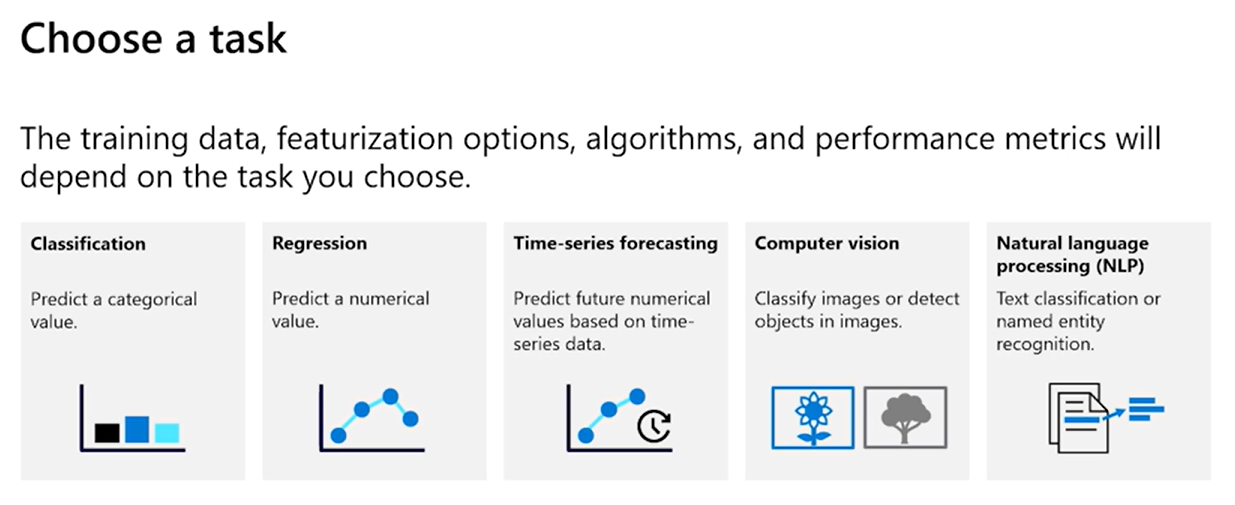 Choose a task
The training data, featurization options, algorithms, and performance metrics will
depend on the task you choose.
Classification
Predict a categorical
value.
Regression
Predict a numerical
value.
Time-series forecasting
Predict future numerical
values based on time-
series data.
Computer vision
Classify images or detect
objects in images.
Natural language
processing (NLP)
Text classification or
named entity
recognition.